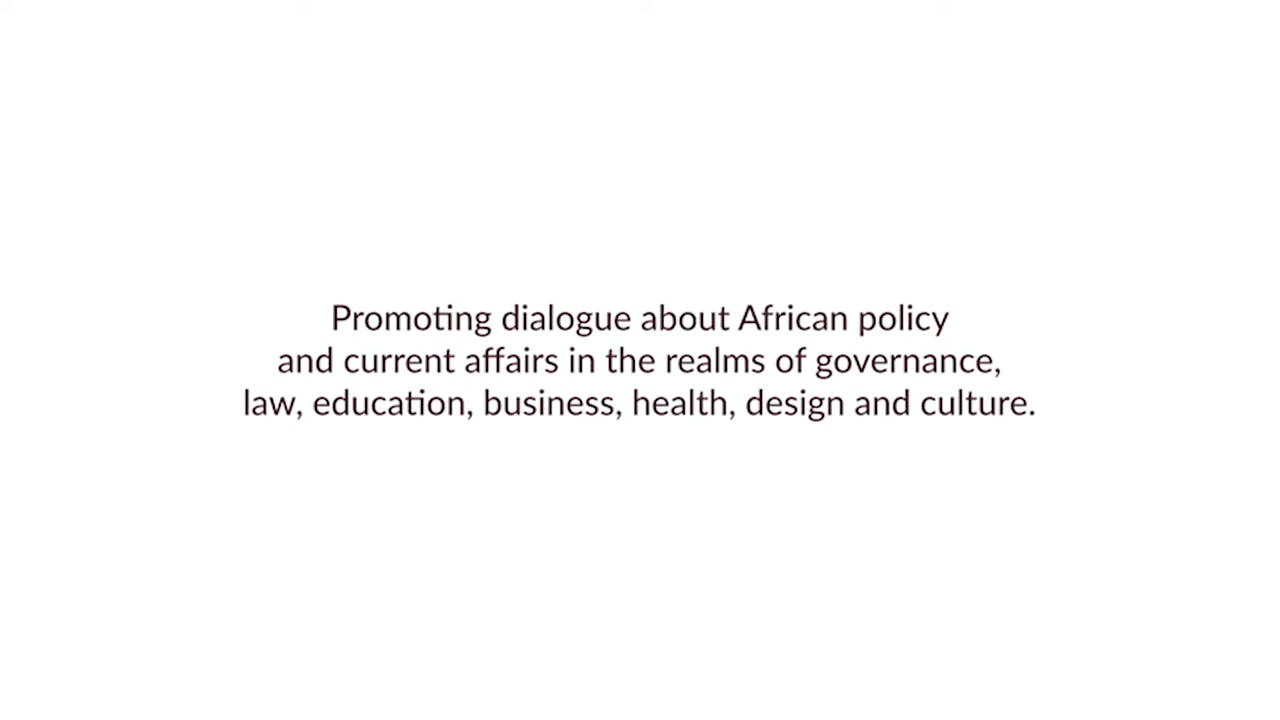 Promoting dialogue about African policy
and current affairs in the realms of governance,
law, education, business, health, design and culture.